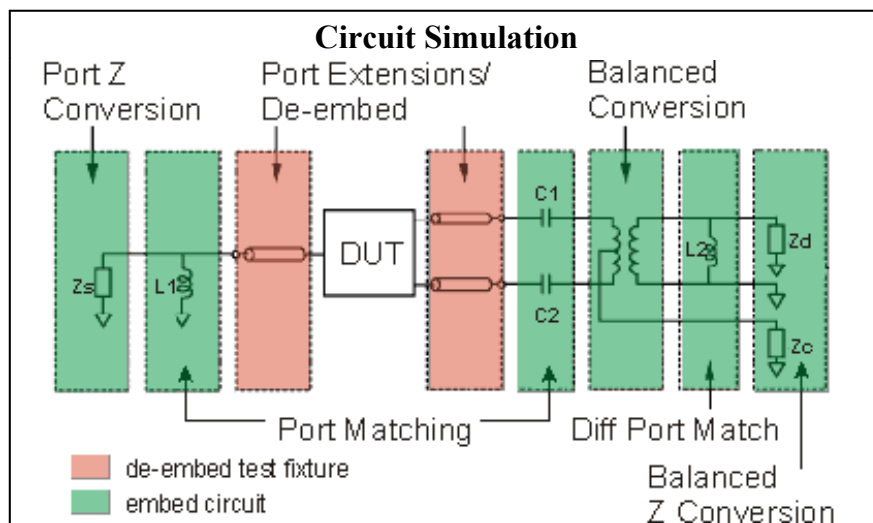 Circuit Simulation
Port Z
Conversion
Port Extensions/
De-embed
Balanced
Conversion
C1
DUT
Zs
L1
L2
Zd
C2
Zc
Port Matching
Diff Port Match
de-embed test fixture
embed circuit
Balanced
Z Conversion